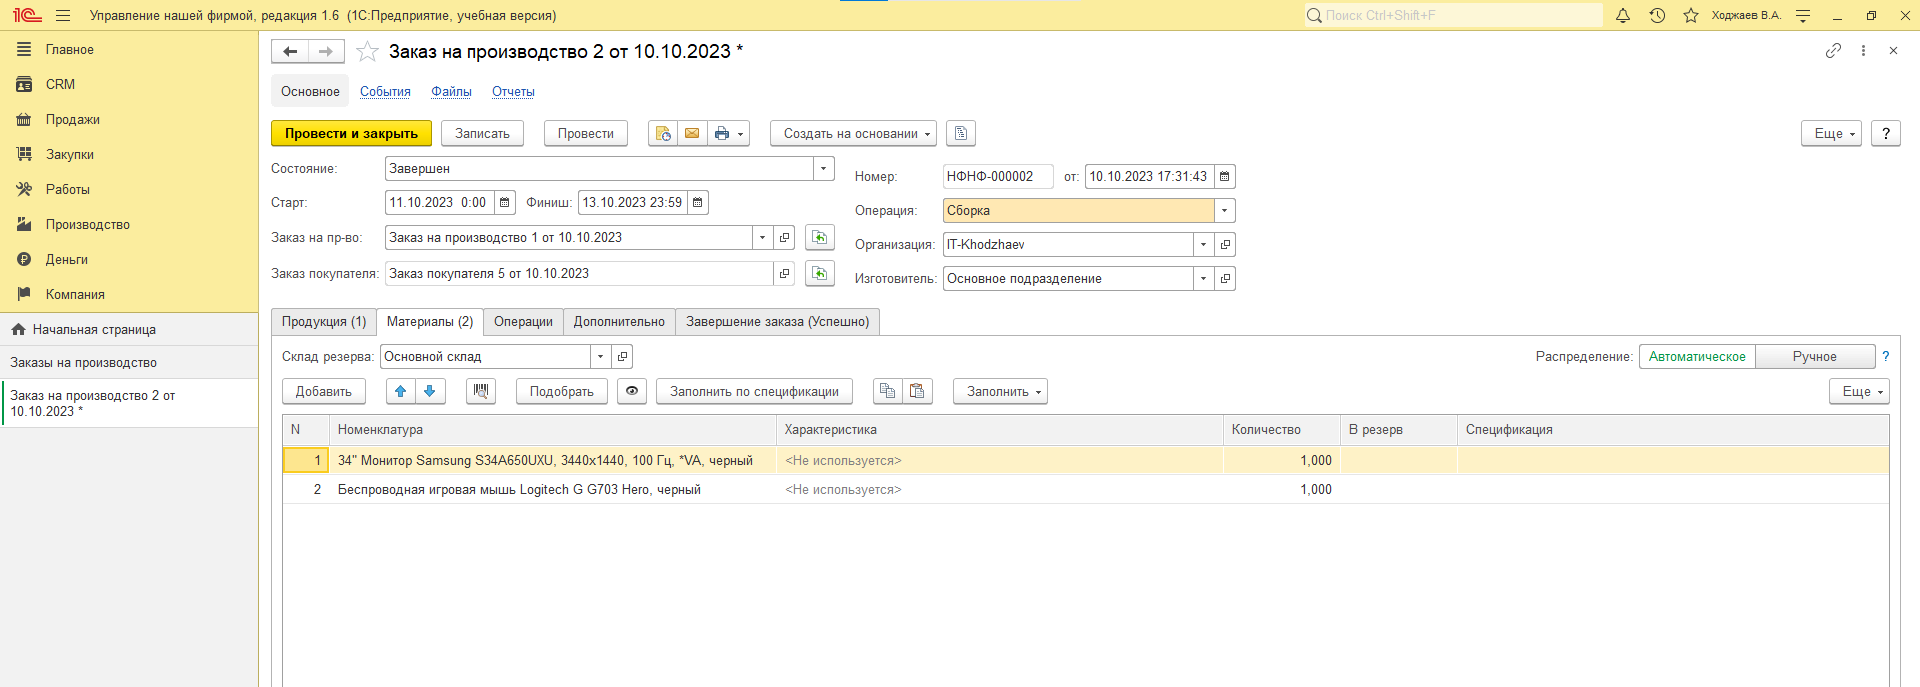 1С Управление нашей фирмой, редакция 1.6 (1С:Предприятие, учебная версия) Поиск Ctrl+Shift+F Ходжаев В.А.
Главное
CRM
Продажи
Закупки
Работы
Производство
Деньги
Компания
Начальная страница
Заказы на производство
Заказ на производство 2 от
10.10.2023 *
Заказ на производство 2 от 10.10.2023 *
Основное События Файлы Отчеты
Провести и закрыть Записать Провести Создать на основании Еще ?
Состояние: Завершен
Номер: НФНФ-000002 от: 10.10.2023 17:31:43
Старт: 11.10.2023 0:00 Финиш: 13.10.2023 23:59
Операция: Сборка
Заказ на пр-во: Заказ на производство 1 от 10.10.2023
Организация: IT-Khodzhaev
Заказ покупателя: Заказ покупателя 5 от 10.10.2023
Изготовитель: Основное подразделение
Продукция (1) Материалы (2) Операции Дополнительно Завершение заказа (Успешно)
Склад резерва: Основной склад Распределение: Автоматическое Ручное ?
Добавить Подобрать Заполнить по спецификации Заполнить Еще
N Номенклатура Характеристика Количество В резерв Спецификация
1 34" Монитор Samsung S34A650UXU, 3440x1440, 100 Гц, *VA, черный <Не используется> 1,000
2 Беспроводная игровая мышь Logitech G G703 Hero, черный <Не используется> 1,000